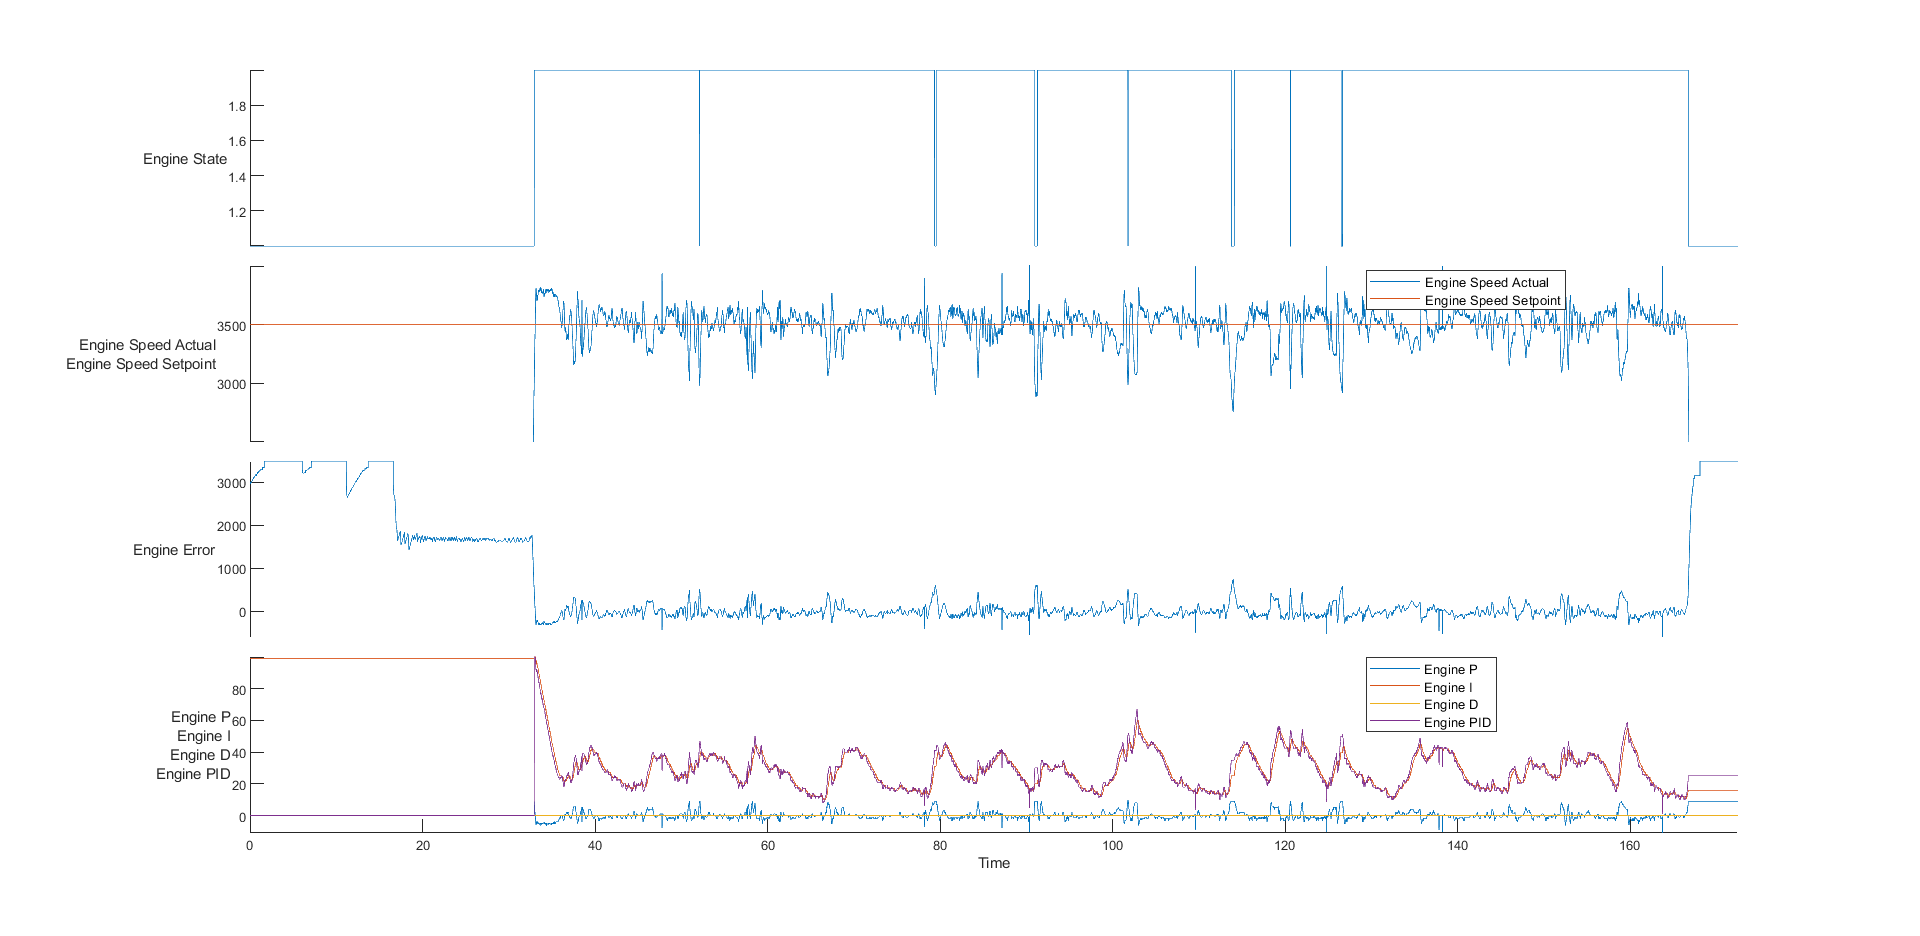 1.8
1.6
Engine State
1.4
1.2
Engine Speed Actual
Engine Speed Setpoint
3500
Engine Speed Actual
Engine Speed Setpoint
3000
3000
2000
Engine Error
1000
0
Engine P
Engine I
Engine D
Engine PID
80
60
40
20
0
Engine P
Engine I
Engine D
Engine PID
0
20
40
60
80
100
120
140
160
Time